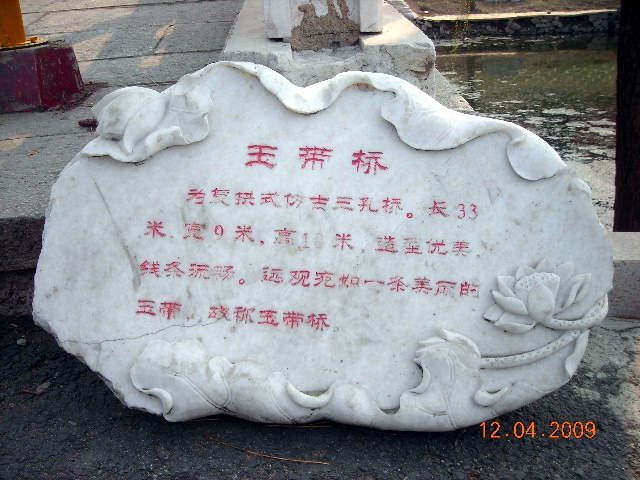 玉带桥
为复拱式仿古三孔桥。长33
米、宽9米、高10米，造型优美
线条流畅。远观宛如一条美丽的
玉带，故称玉带桥
12.04.2009